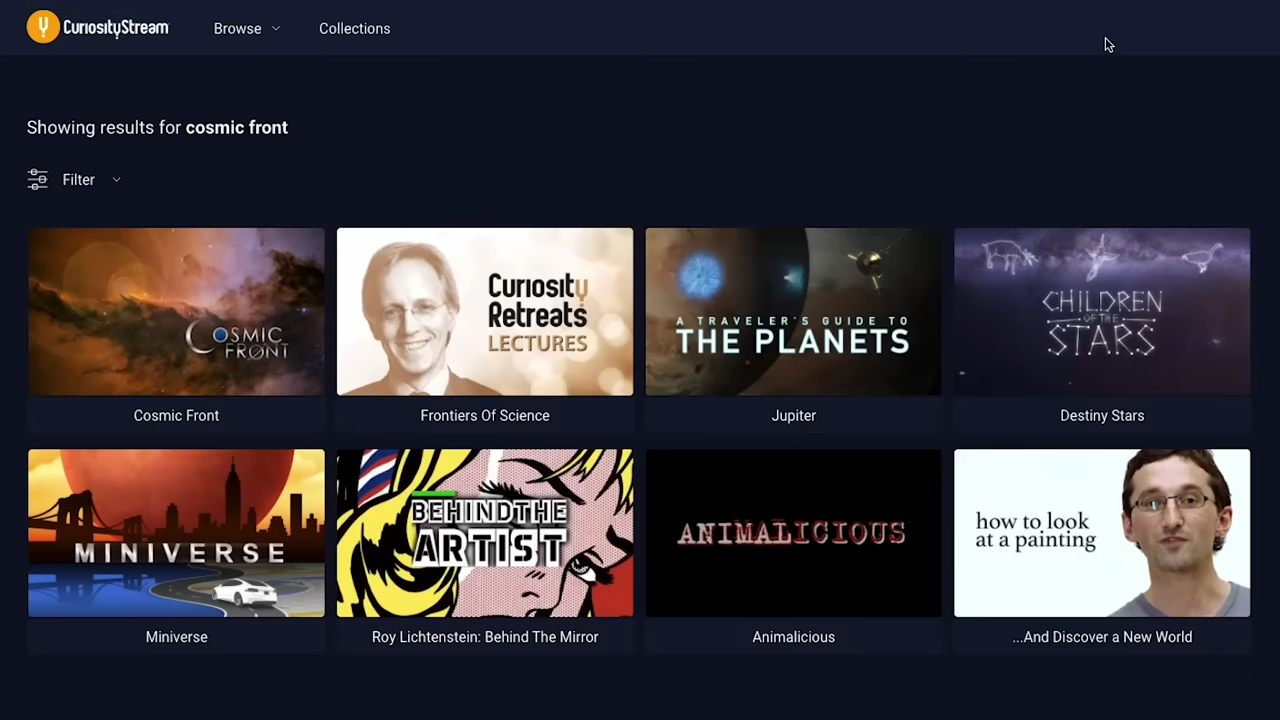 CuriosityStream
Browse
Collections
Showing results for cosmic front
Filter
COSMIC
FRØNT
Curiosity
Retreats
LECTURES
A TRAVELER'S GUIDE TO
THE PLANETS
CHILDREN
OF THE
STARS
Cosmic Front
Frontiers Of Science
Jupiter
Destiny Stars
MINIVERSE
BEHIND THE
ARTIST
ANIMALICIOUS
how to look
at a painting
Miniverse
Roy Lichtenstein: Behind The Mirror
Animalicious
...And Discover a New World